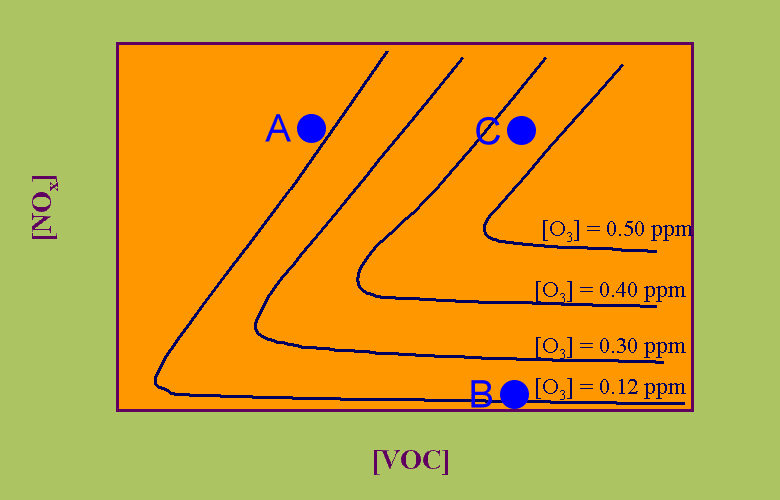 A
C
[NOₓ]
[O₃] = 0.50 ppm
[O₃] = 0.40 ppm
[O₃] = 0.30 ppm
B
[O₃] = 0.12 ppm
[VOC]